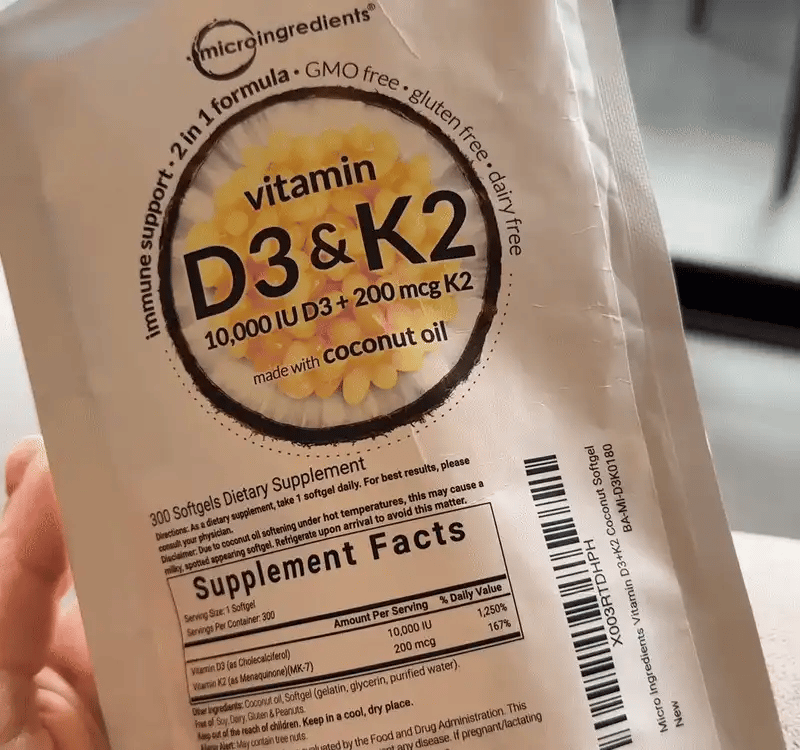 microingredients®
immune support • 2 in 1 formula • GMO free • gluten free • dairy free
vitamin
D3 & K2
10,000 IU D3 + 200 mcg K2
made with coconut oil
300 Softgels Dietary Supplement
Directions: As a dietary supplement, take 1 softgel daily. For best results, please
consult your physician.
Disclaimer: Due to coconut oil softening under hot temperatures, this may cause a
milky, spotted appearing softgel. Refrigerate upon arrival to avoid this matter.
Supplement Facts
Serving Size: 1 Softgel
Servings Per Container: 300
Amount Per Serving % Daily Value
Vitamin D3 (as Cholecalciferol) 10,000 IU 1,250%
Vitamin K2 (as Menaquinone)(MK-7) 200 mcg 167%
Other Ingredients: Coconut oil, Softgel (gelatin, glycerin, purified water).
Free of Soy, Dairy, Gluten & Peanuts.
Keep out of the reach of children. Keep in a cool, dry place.
Allergy Alert: May contain tree nuts.
by the Food and Drug Administration. This
any disease. If pregnant/lactating
X003RTDHPH
Micro Ingredients Vitamin D3+K2 Coconut Softgel
BA-MI-D3K0180
New